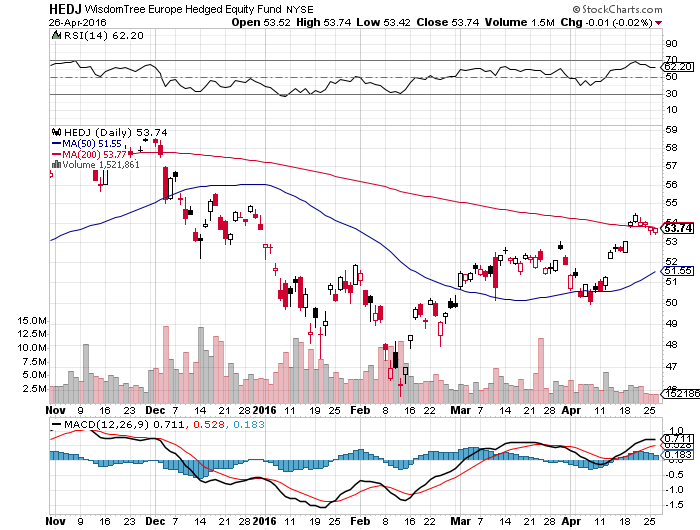 HEDJ WisdomTree Europe Hedged Equity Fund NYSE © StockCharts.com
26-Apr-2016 Open 53.52 High 53.74 Low 53.42 Close 53.74 Volume 1.5M Chg -0.01 (-0.02%)
RSI(14) 62.20
90
70
62.20
50
30
10
HEDJ (Daily) 53.74
MA(50) 51.55
MA(200) 53.77
Volume 1,521,861
59
58
57
56
55
54
53.74
53
52
51.55
51
50
49
48
47
46
15.0M
12.5M
10.0M
7.5M
5.0M
2.5M
152186
Nov 9 16 23 Dec 7 14 21 28 2016 11 19 25 Feb 8 16 22 Mar 7 14 21 28 Apr 11 18 25
MACD(12,26,9) 0.711, 0.528, 0.183
1.0
0.711
0.528
0.183
0.0
-0.5
-1.0
-1.5
Nov 9 16 23 Dec 7 14 21 28 2016 11 19 25 Feb 8 16 22 Mar 7 14 21 28 Apr 11 18 25